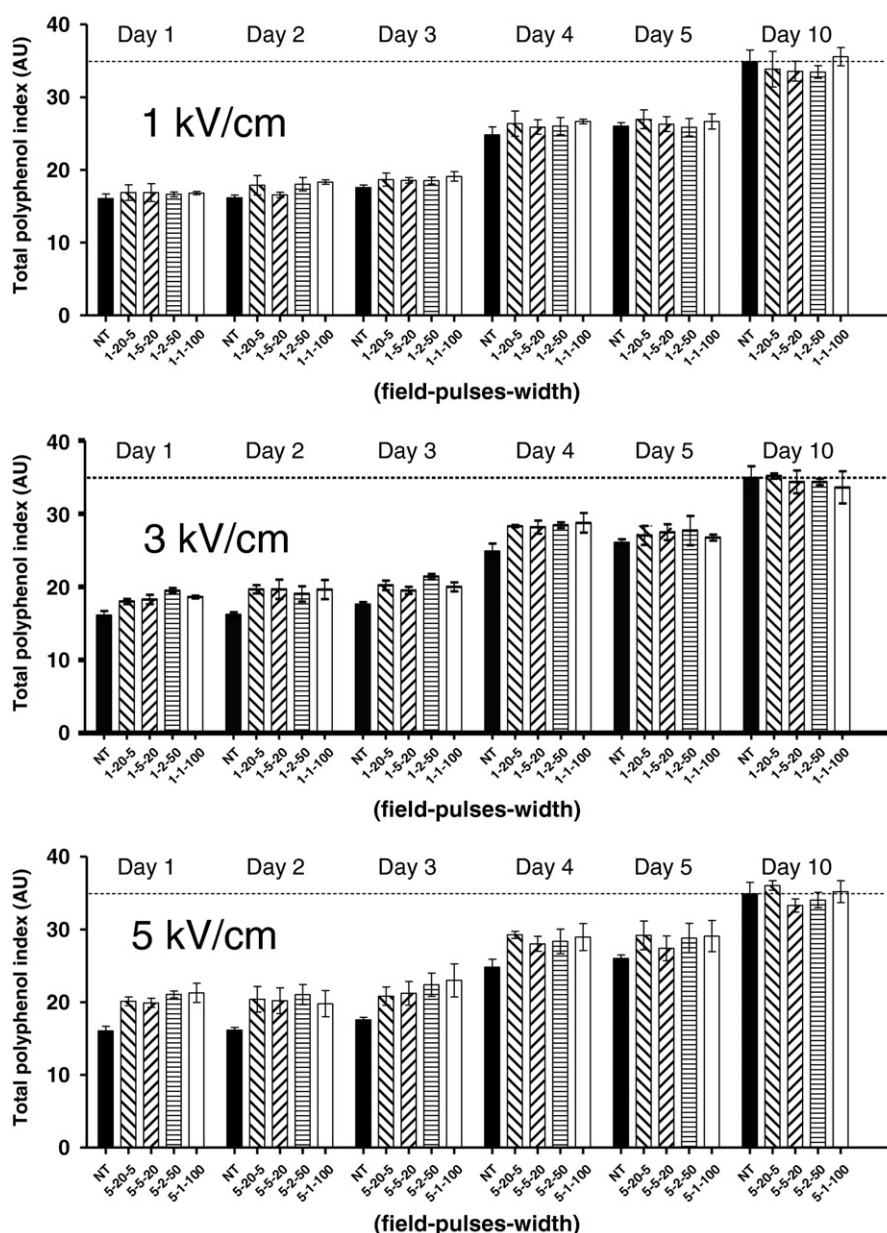 Total polyphenol index (AU)
40
30
20
10
0
Day 1 Day 2 Day 3 Day 4 Day 5 Day 10
1 kV/cm
NT 1-20-5 1-5-20 1-2-50 1-1-100 NT 1-20-5 1-5-20 1-2-50 1-1-100 NT 1-20-5 1-5-20 1-2-50 1-1-100 NT 1-20-5 1-5-20 1-2-50 1-1-100 NT 1-20-5 1-5-20 1-2-50 1-1-100 NT 1-20-5 1-5-20 1-2-50 1-1-100
(field-pulses-width)
Total polyphenol index (AU)
40
30
20
10
0
Day 1 Day 2 Day 3 Day 4 Day 5 Day 10
3 kV/cm
NT 1-20-5 1-5-20 1-2-50 1-1-100 NT 1-20-5 1-5-20 1-2-50 1-1-100 NT 1-20-5 1-5-20 1-2-50 1-1-100 NT 1-20-5 1-5-20 1-2-50 1-1-100 NT 1-20-5 1-5-20 1-2-50 1-1-100 NT 1-20-5 1-5-20 1-2-50 1-1-100
(field-pulses-width)
Total polyphenol index (AU)
40
30
20
10
0
Day 1 Day 2 Day 3 Day 4 Day 5 Day 10
5 kV/cm
NT 5-20-5 5-5-20 5-2-50 5-1-100 NT 5-20-5 5-5-20 5-2-50 5-1-100 NT 5-20-5 5-5-20 5-2-50 5-1-100 NT 5-20-5 5-5-20 5-2-50 5-1-100 NT 5-20-5 5-5-20 5-2-50 5-1-100 NT 5-20-5 5-5-20 5-2-50 5-1-100
(field-pulses-width)